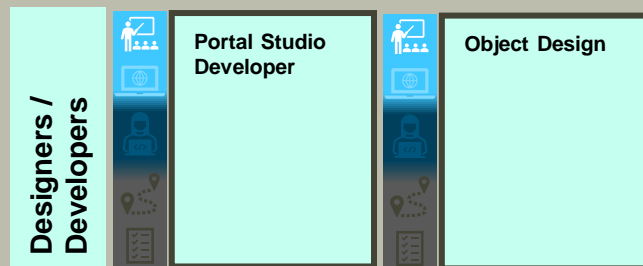 Designers /
Developers
Portal Studio
Developer
Object Design